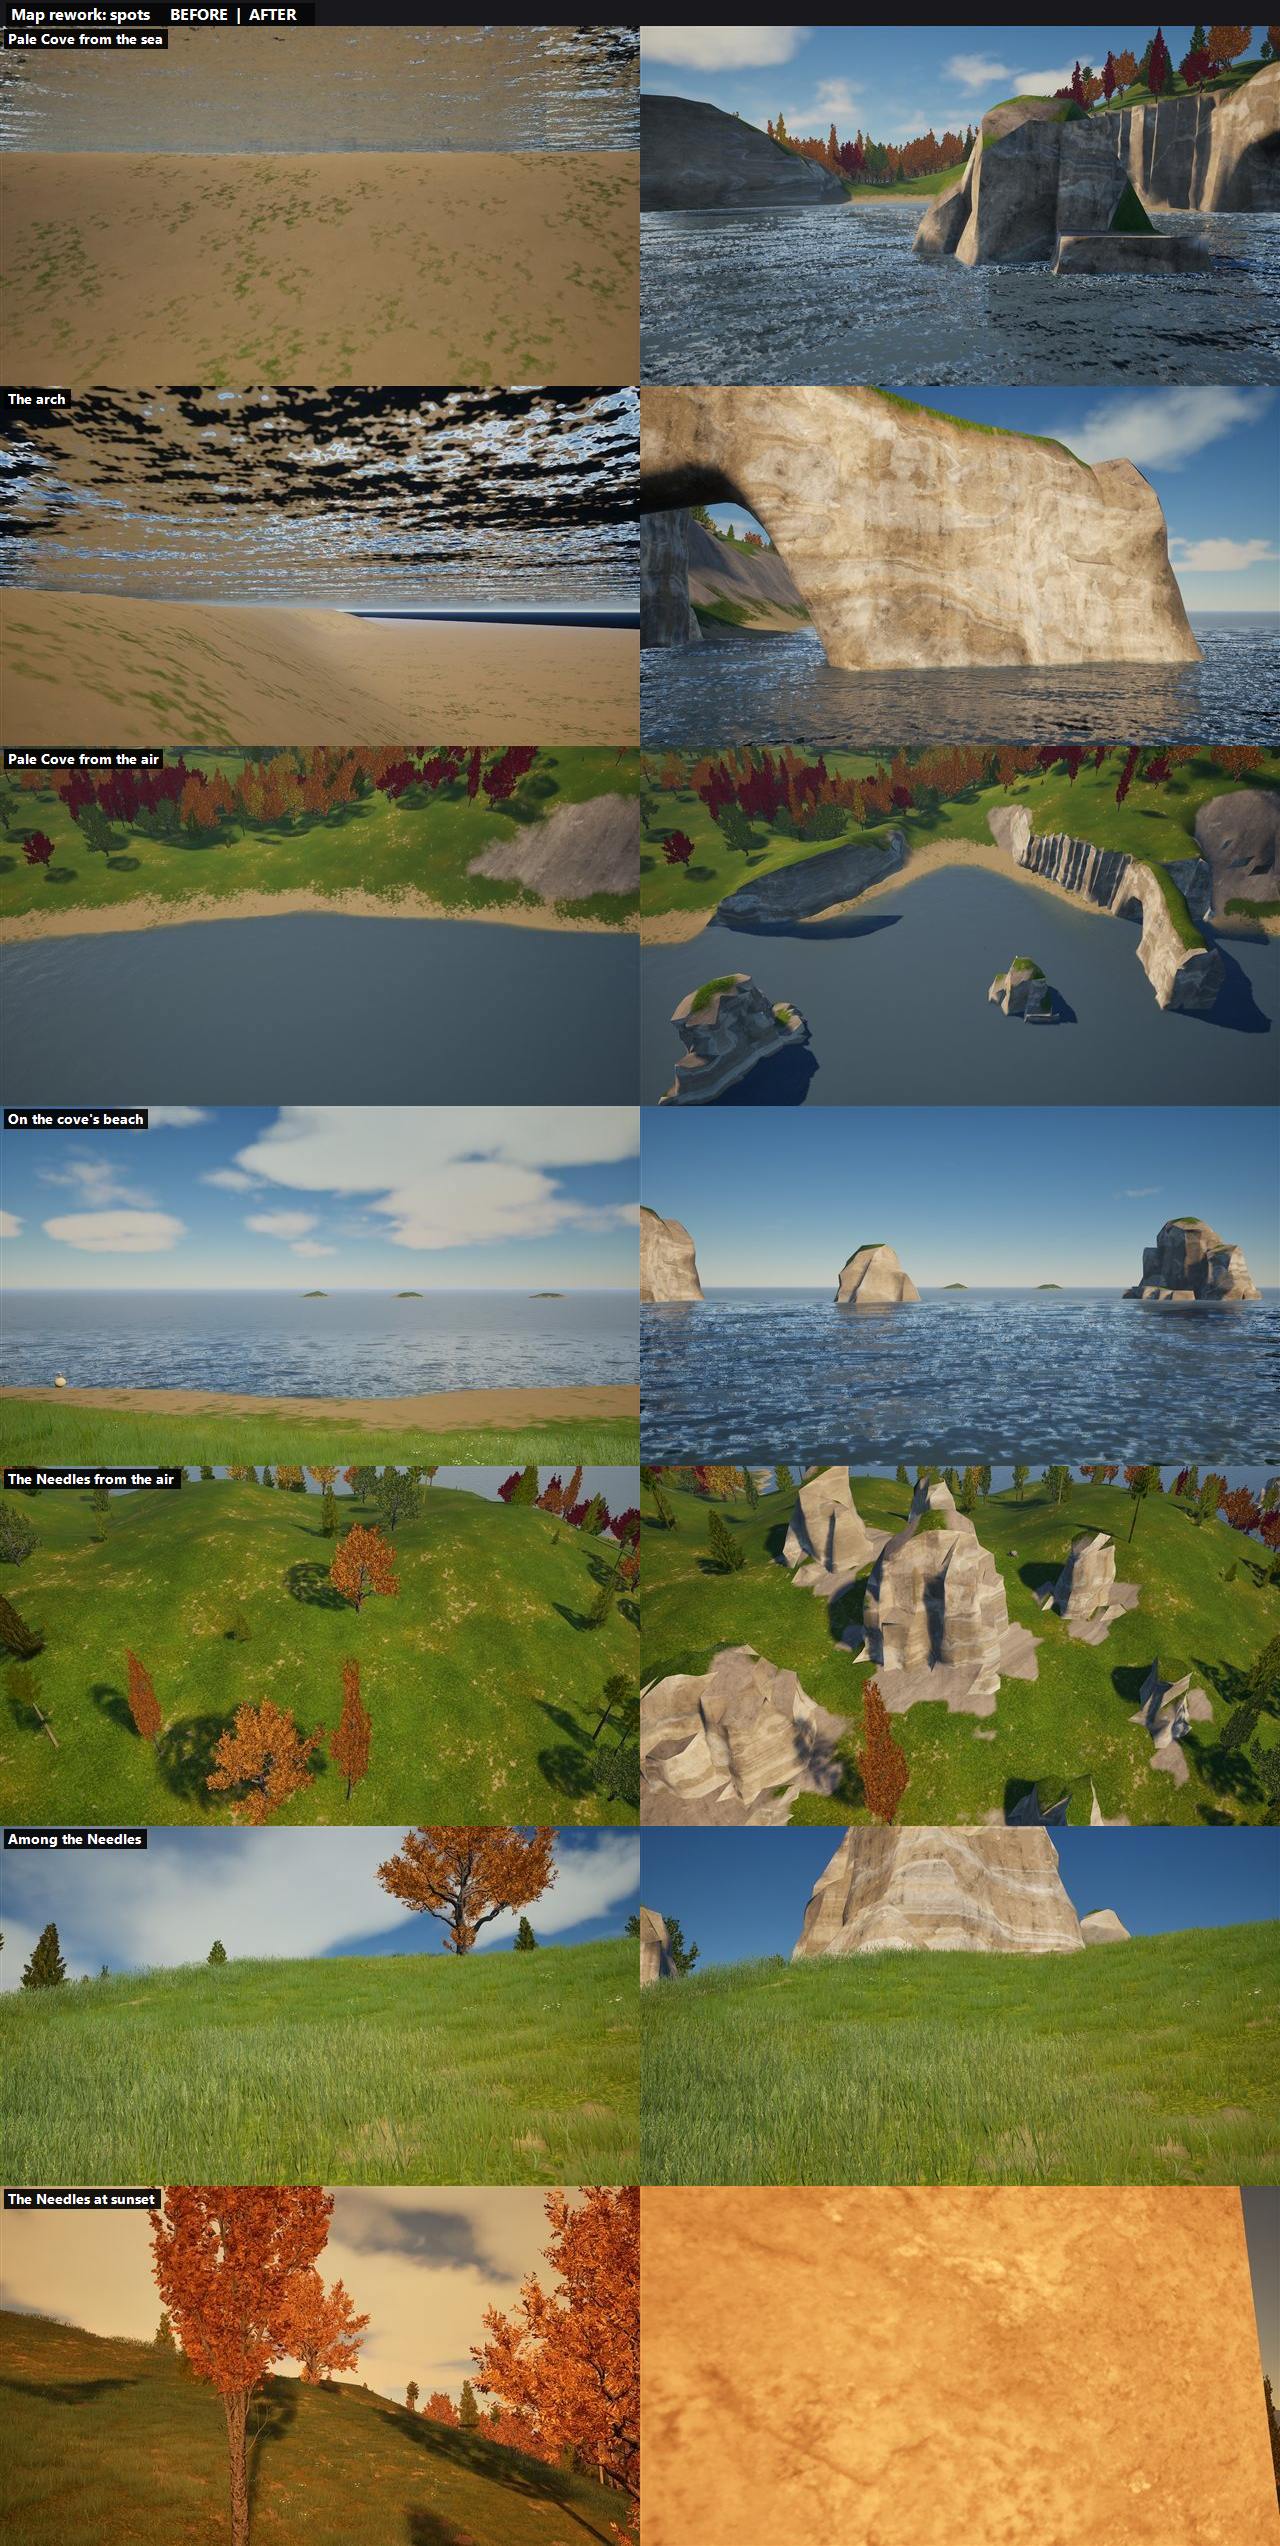 Map rework: spots BEFORE | AFTER
Pale Cove from the sea
The arch
Pale Cove from the air
On the cove's beach
The Needles from the air
Among the Needles
The Needles at sunset